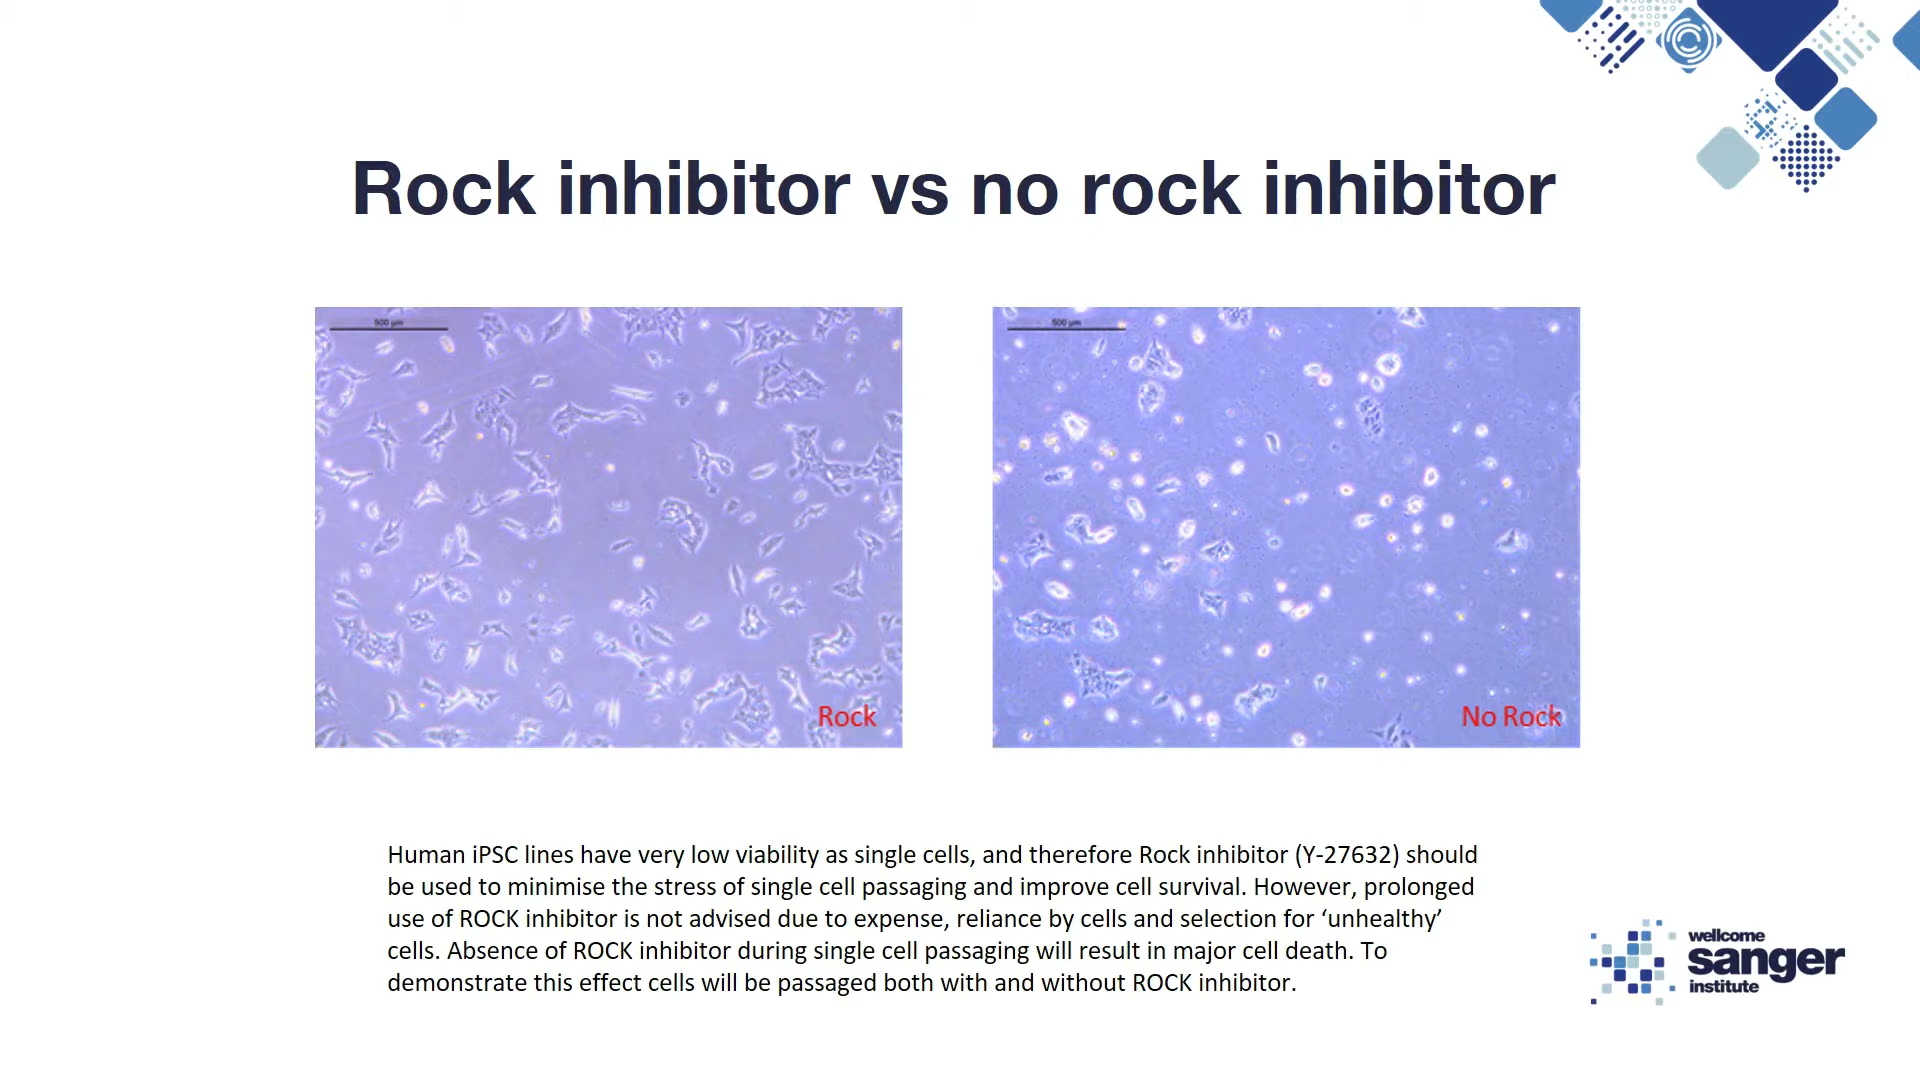 Rock inhibitor vs no rock inhibitor
500 µm
500 µm
Rock
No Rock
Human iPSC lines have very low viability as single cells, and therefore Rock inhibitor (Y-27632) should
be used to minimise the stress of single cell passaging and improve cell survival. However, prolonged
use of ROCK inhibitor is not advised due to expense, reliance by cells and selection for ‘unhealthy’
cells. Absence of ROCK inhibitor during single cell passaging will result in major cell death. To
demonstrate this effect cells will be passaged both with and without ROCK inhibitor.
wellcome
sanger
institute